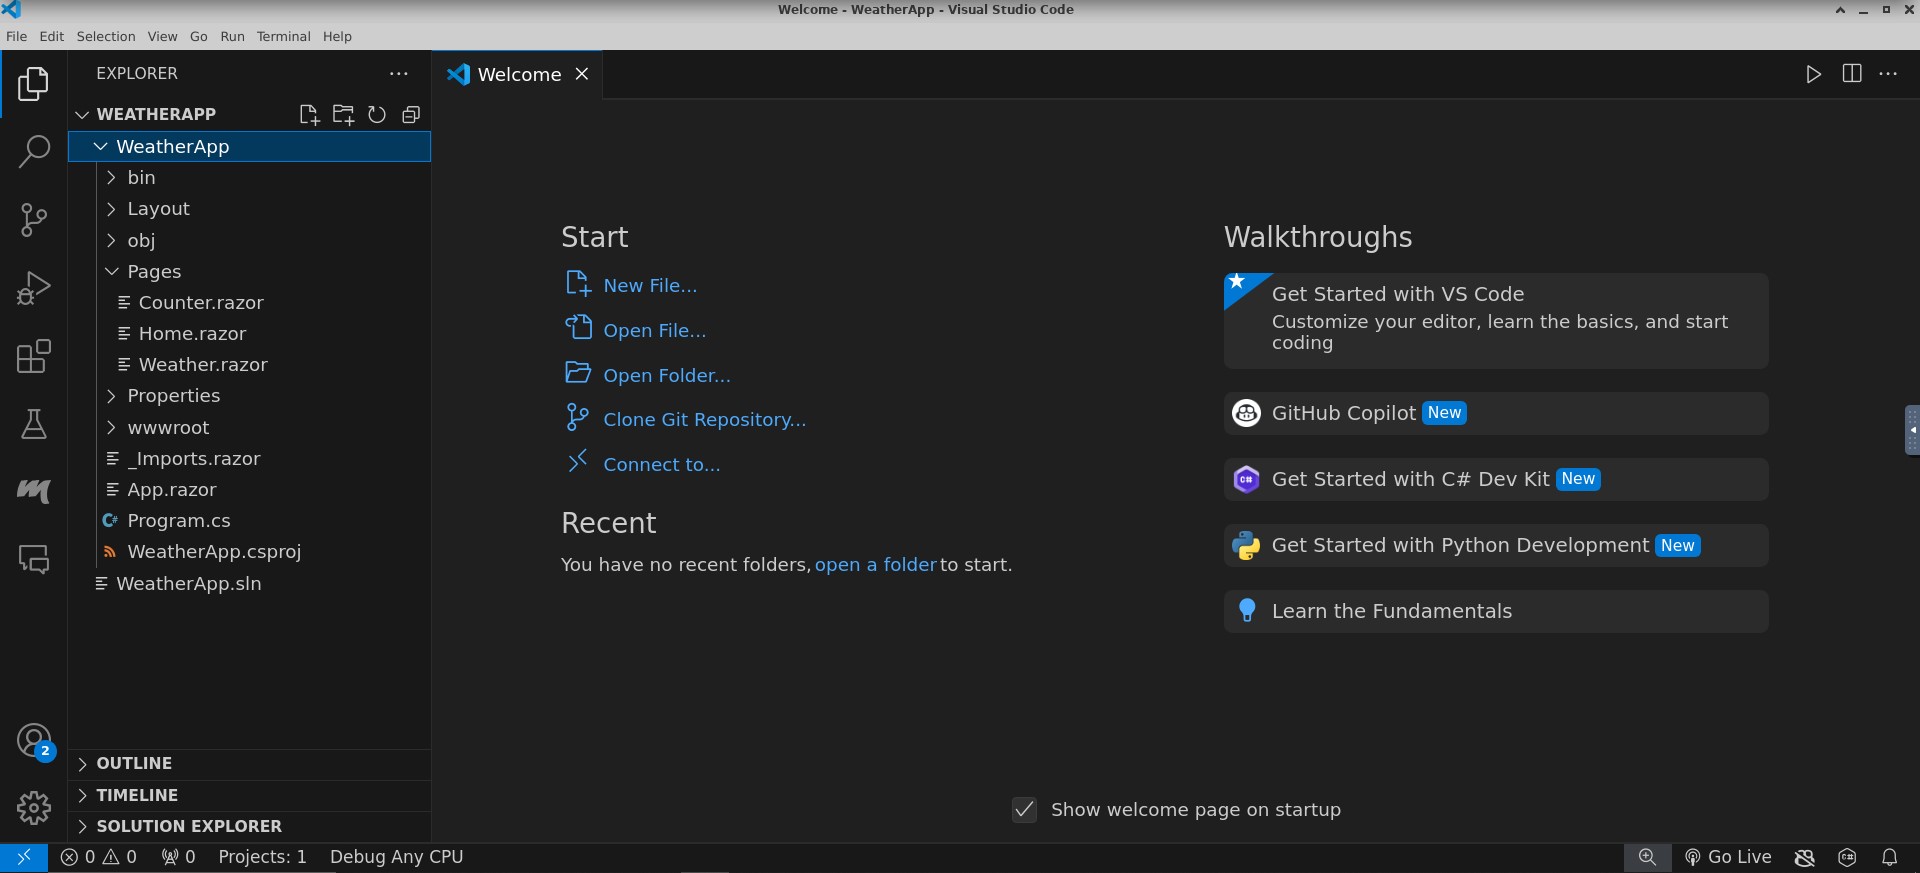 Welcome - WeatherApp - Visual Studio Code
File Edit Selection View Go Run Terminal Help
EXPLORER
WEATHERAPP
WeatherApp
bin
Layout
obj
Pages
Counter.razor
Home.razor
Weather.razor
Properties
wwwroot
_Imports.razor
App.razor
C# Program.cs
WeatherApp.csproj
WeatherApp.sln
OUTLINE
TIMELINE
SOLUTION EXPLORER
2
Welcome
Start
New File...
Open File...
Open Folder...
Clone Git Repository...
Connect to...
Recent
You have no recent folders, open a folder to start.
Walkthroughs
Get Started with VS Code
Customize your editor, learn the basics, and start
coding
GitHub Copilot New
C# Get Started with C# Dev Kit New
Get Started with Python Development New
Learn the Fundamentals
Show welcome page on startup
0 0 0 Projects: 1 Debug Any CPU Go Live C#